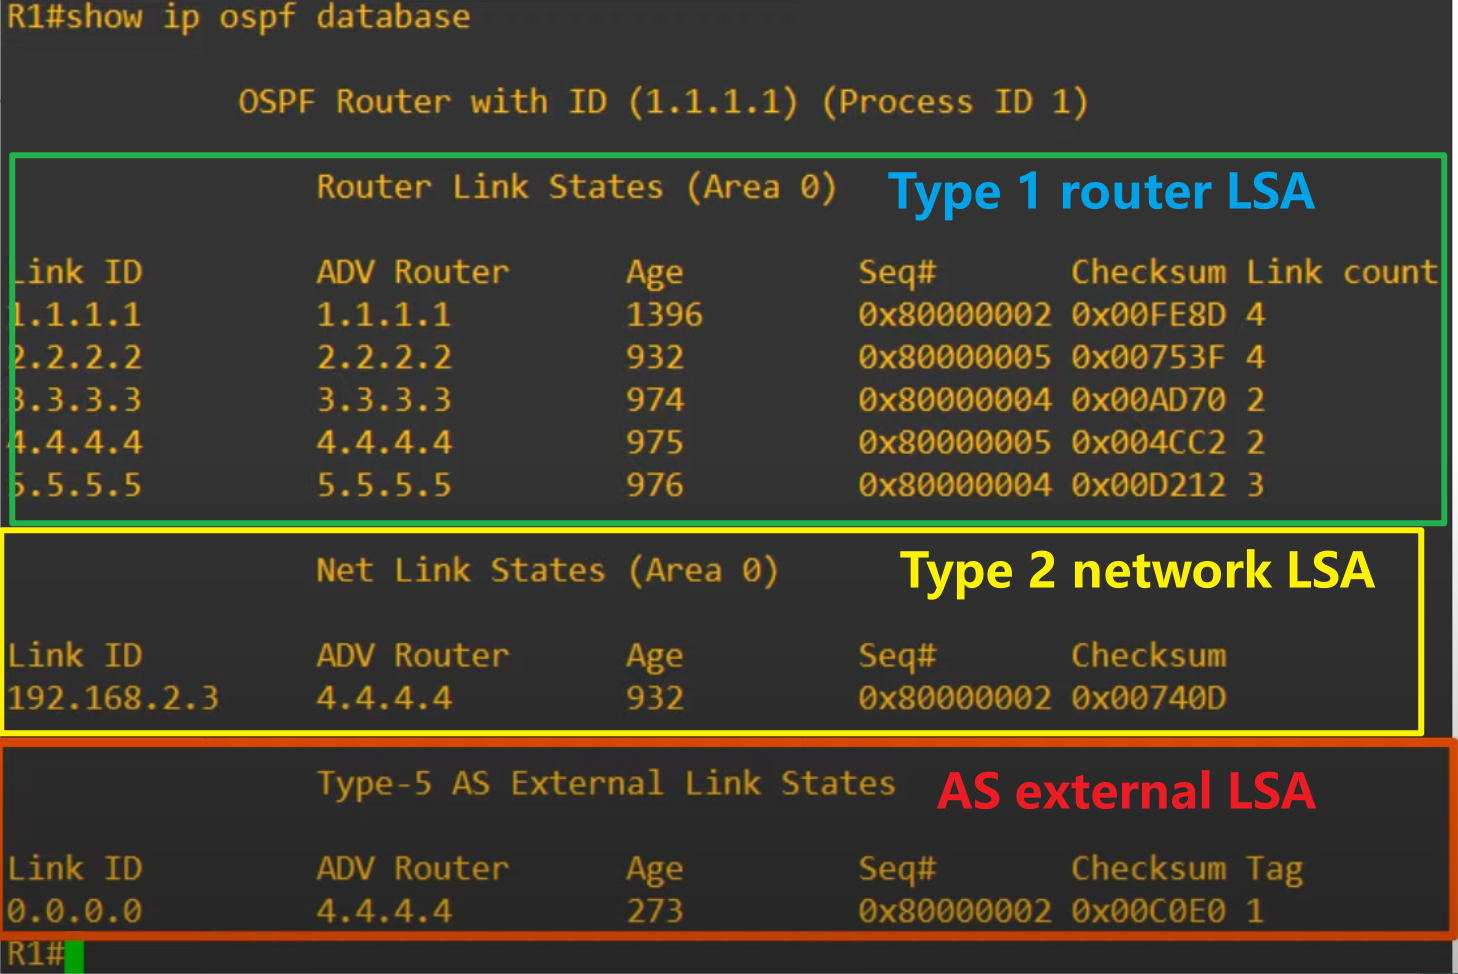 R1#show ip ospf database
OSPF Router with ID (1.1.1.1) (Process ID 1)
Router Link States (Area 0) Type 1 router LSA
Link ID ADV Router Age Seq# Checksum Link count
1.1.1.1 1.1.1.1 1396 0x80000002 0x00FE8D 4
2.2.2.2 2.2.2.2 932 0x80000005 0x00753F 4
3.3.3.3 3.3.3.3 974 0x80000004 0x00AD70 2
4.4.4.4 4.4.4.4 975 0x80000005 0x004CC2 2
5.5.5.5 5.5.5.5 976 0x80000004 0x00D212 3
Net Link States (Area 0) Type 2 network LSA
Link ID ADV Router Age Seq# Checksum
192.168.2.3 4.4.4.4 932 0x80000002 0x00740D
Type-5 AS External Link States AS external LSA
Link ID ADV Router Age Seq# Checksum Tag
0.0.0.0 4.4.4.4 273 0x80000002 0x00C0E0 1
R1#